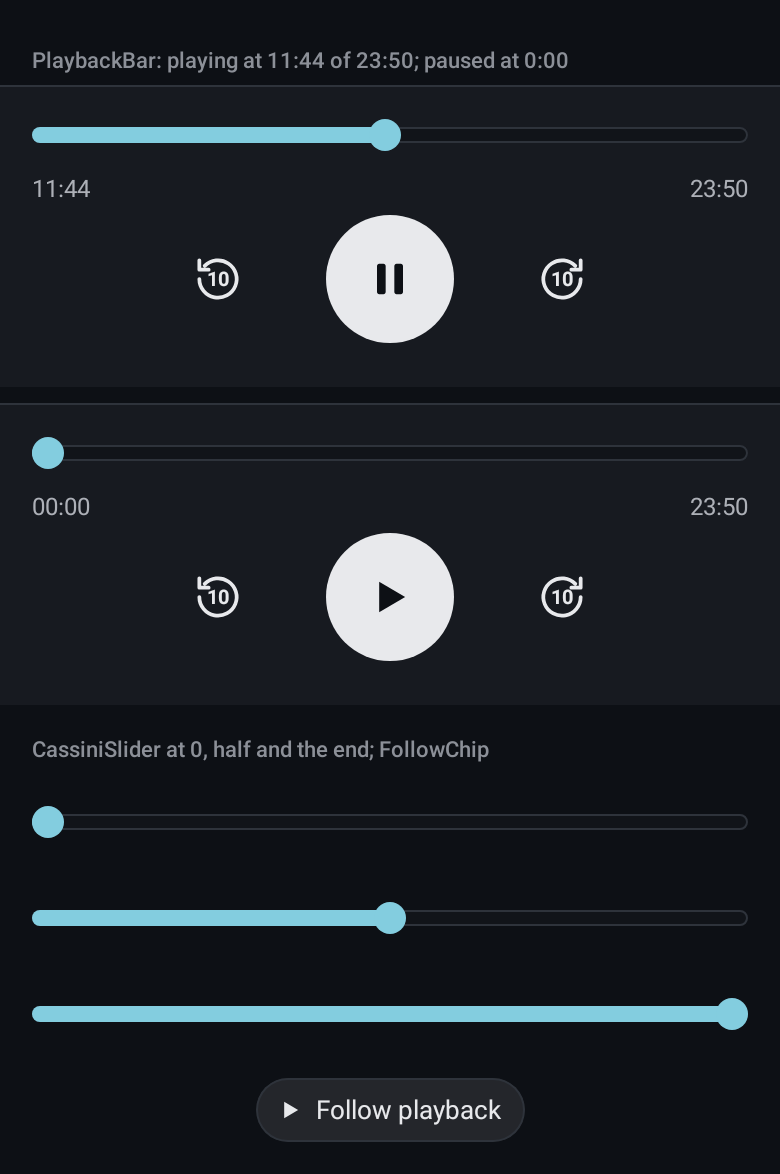 PlaybackBar: playing at 11:44 of 23:50; paused at 0:00
11:44 23:50
10 10
00:00 23:50
10 10
CassiniSlider at 0, half and the end; FollowChip
Follow playback